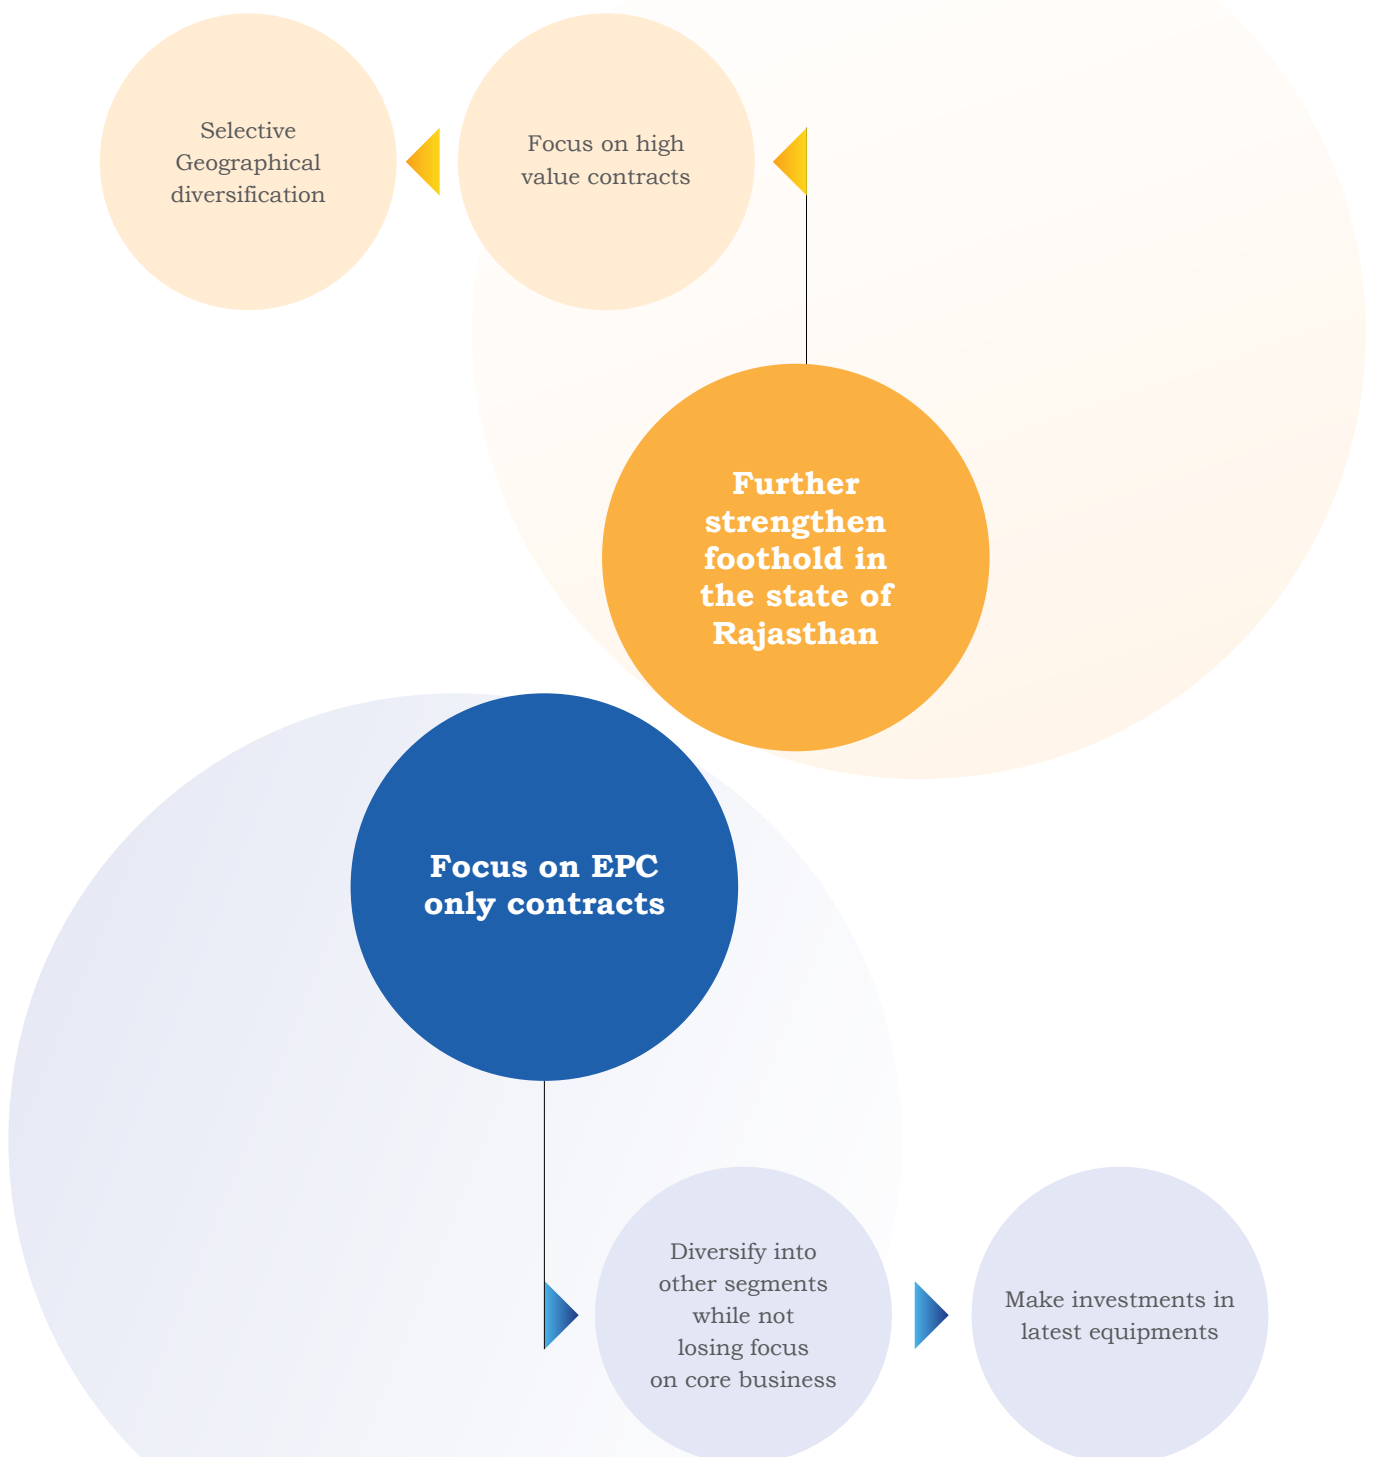 Selective
Geographical
diversification
Focus on high
value contracts
Further
strengthen
foothold in
the state of
Rajasthan
Focus on EPC
only contracts
Diversify into
other segments
while not
losing focus
on core business
Make investments in
latest equipments